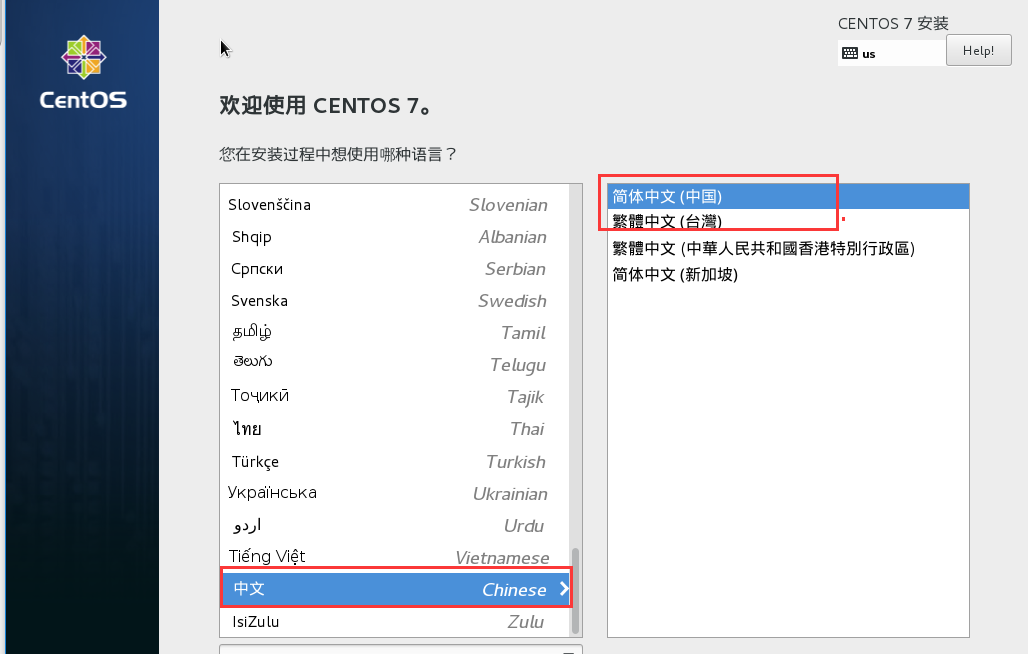 CentOS
CENTOS 7 安装
us
Help!
欢迎使用 CENTOS 7。
您在安装过程中想使用哪种语言？
Slovenščina Slovenian
Shqip Albanian
Српски Serbian
Svenska Swedish
தமிழ் Tamil
తెలుగు Telugu
Тоҷикӣ Tajik
ไทย Thai
Türkçe Turkish
Українська Ukrainian
اردو Urdu
Tiếng Việt Vietnamese
中文 Chinese
IsiZulu Zulu
简体中文 (中国)
繁體中文 (台灣)
繁體中文 (中華人民共和國香港特別行政區)
简体中文 (新加坡)